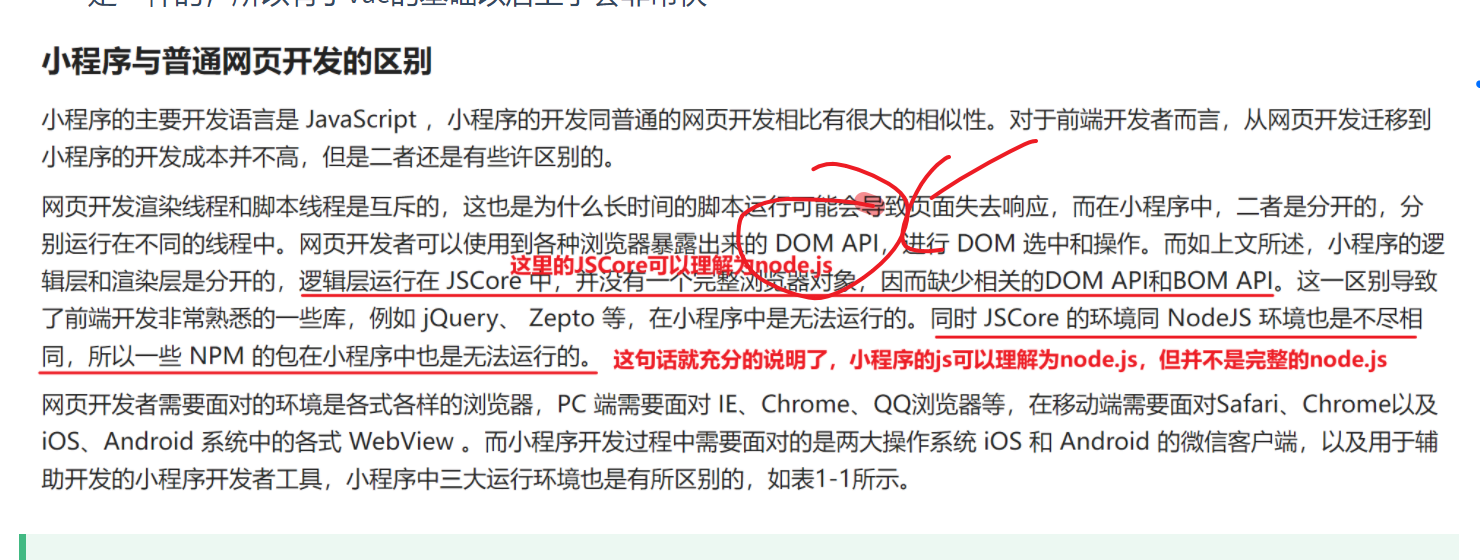 是一样的，所以有了vue的基础以后上手会非常快
小程序与普通网页开发的区别
小程序的主要开发语言是 JavaScript ，小程序的开发同普通的网页开发相比有很大的相似性。对于前端开发者而言，从网页开发迁移到
小程序的开发成本并不高，但是二者还是有些许区别的。
网页开发渲染线程和脚本线程是互斥的，这也是为什么长时间的脚本运行可能会导致页面失去响应，而在小程序中，二者是分开的，分
别运行在不同的线程中。网页开发者可以使用到各种浏览器暴露出来的 DOM API，进行 DOM 选中和操作。而如上文所述，小程序的逻
这里的JSCore可以理解为node.js
辑层和渲染层是分开的，逻辑层运行在 JSCore 中，并没有一个完整浏览器对象，因而缺少相关的DOM API和BOM API。这一区别导致
了前端开发非常熟悉的一些库，例如 jQuery、 Zepto 等，在小程序中是无法运行的。同时 JSCore 的环境同 NodeJS 环境也是不尽相
同，所以一些 NPM 的包在小程序中也是无法运行的。 这句话就充分的说明了，小程序的js可以理解为node.js，但并不是完整的node.js
网页开发者需要面对的环境是各式各样的浏览器，PC 端需要面对 IE、Chrome、QQ浏览器等，在移动端需要面对Safari、Chrome以及
iOS、Android 系统中的各式 WebView 。而小程序开发过程中需要面对的是两大操作系统 iOS 和 Android 的微信客户端，以及用于辅
助开发的小程序开发者工具，小程序中三大运行环境也是有所区别的，如表1-1所示。